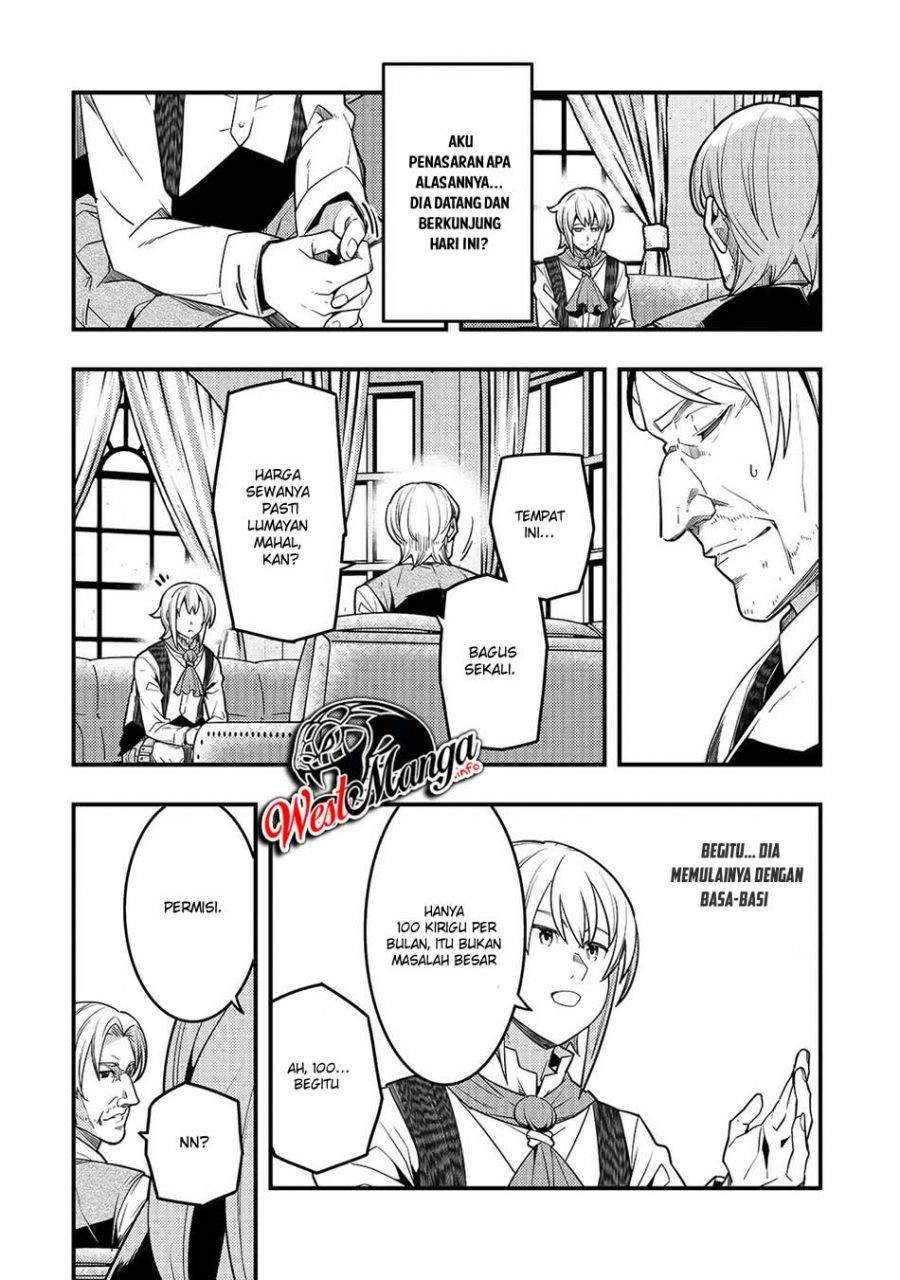 AKU
PENASARAN APA
ALASANNYA...
DIA DATANG DAN
BERKUNJUNG
HARI INI?
TEMPAT
INI...
BAGUS
SEKALI.
HARGA
SEWANYA
PASTI
LUMAYAN
MAHAL,
KAN?
WestManga
.info
BEGITU... DIA
MEMULAINYA DENGAN
BASA-BASI
HANYA
100 KIRIGU PER
BULAN, ITU BUKAN
MASALAH BESAR
AH, 100...
BEGITU
PERMISI.
NN?